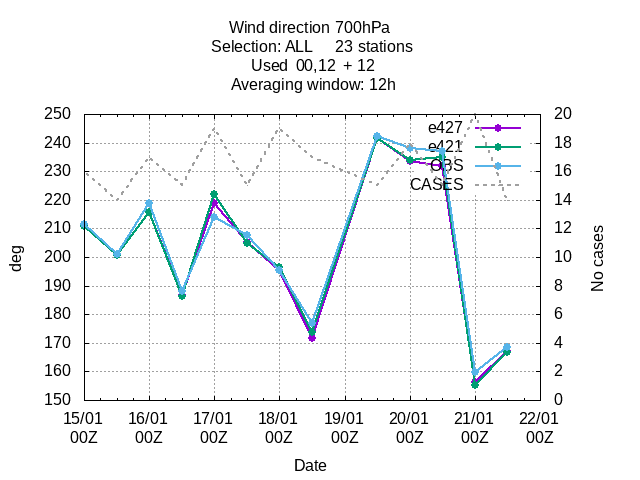 Wind direction 700hPa
Selection: ALL 23 stations
Used 00,12 + 12
Averaging window: 12h
250 20
240 18
230 16
220 14
210 12
200 10
190 8
180 6
170 4
160 2
150 0
e427
e421
OBS
CASES
deg
No cases
15/01 16/01 17/01 18/01 19/01 20/01 21/01 22/01
00Z 00Z 00Z 00Z 00Z 00Z 00Z 00Z
Date